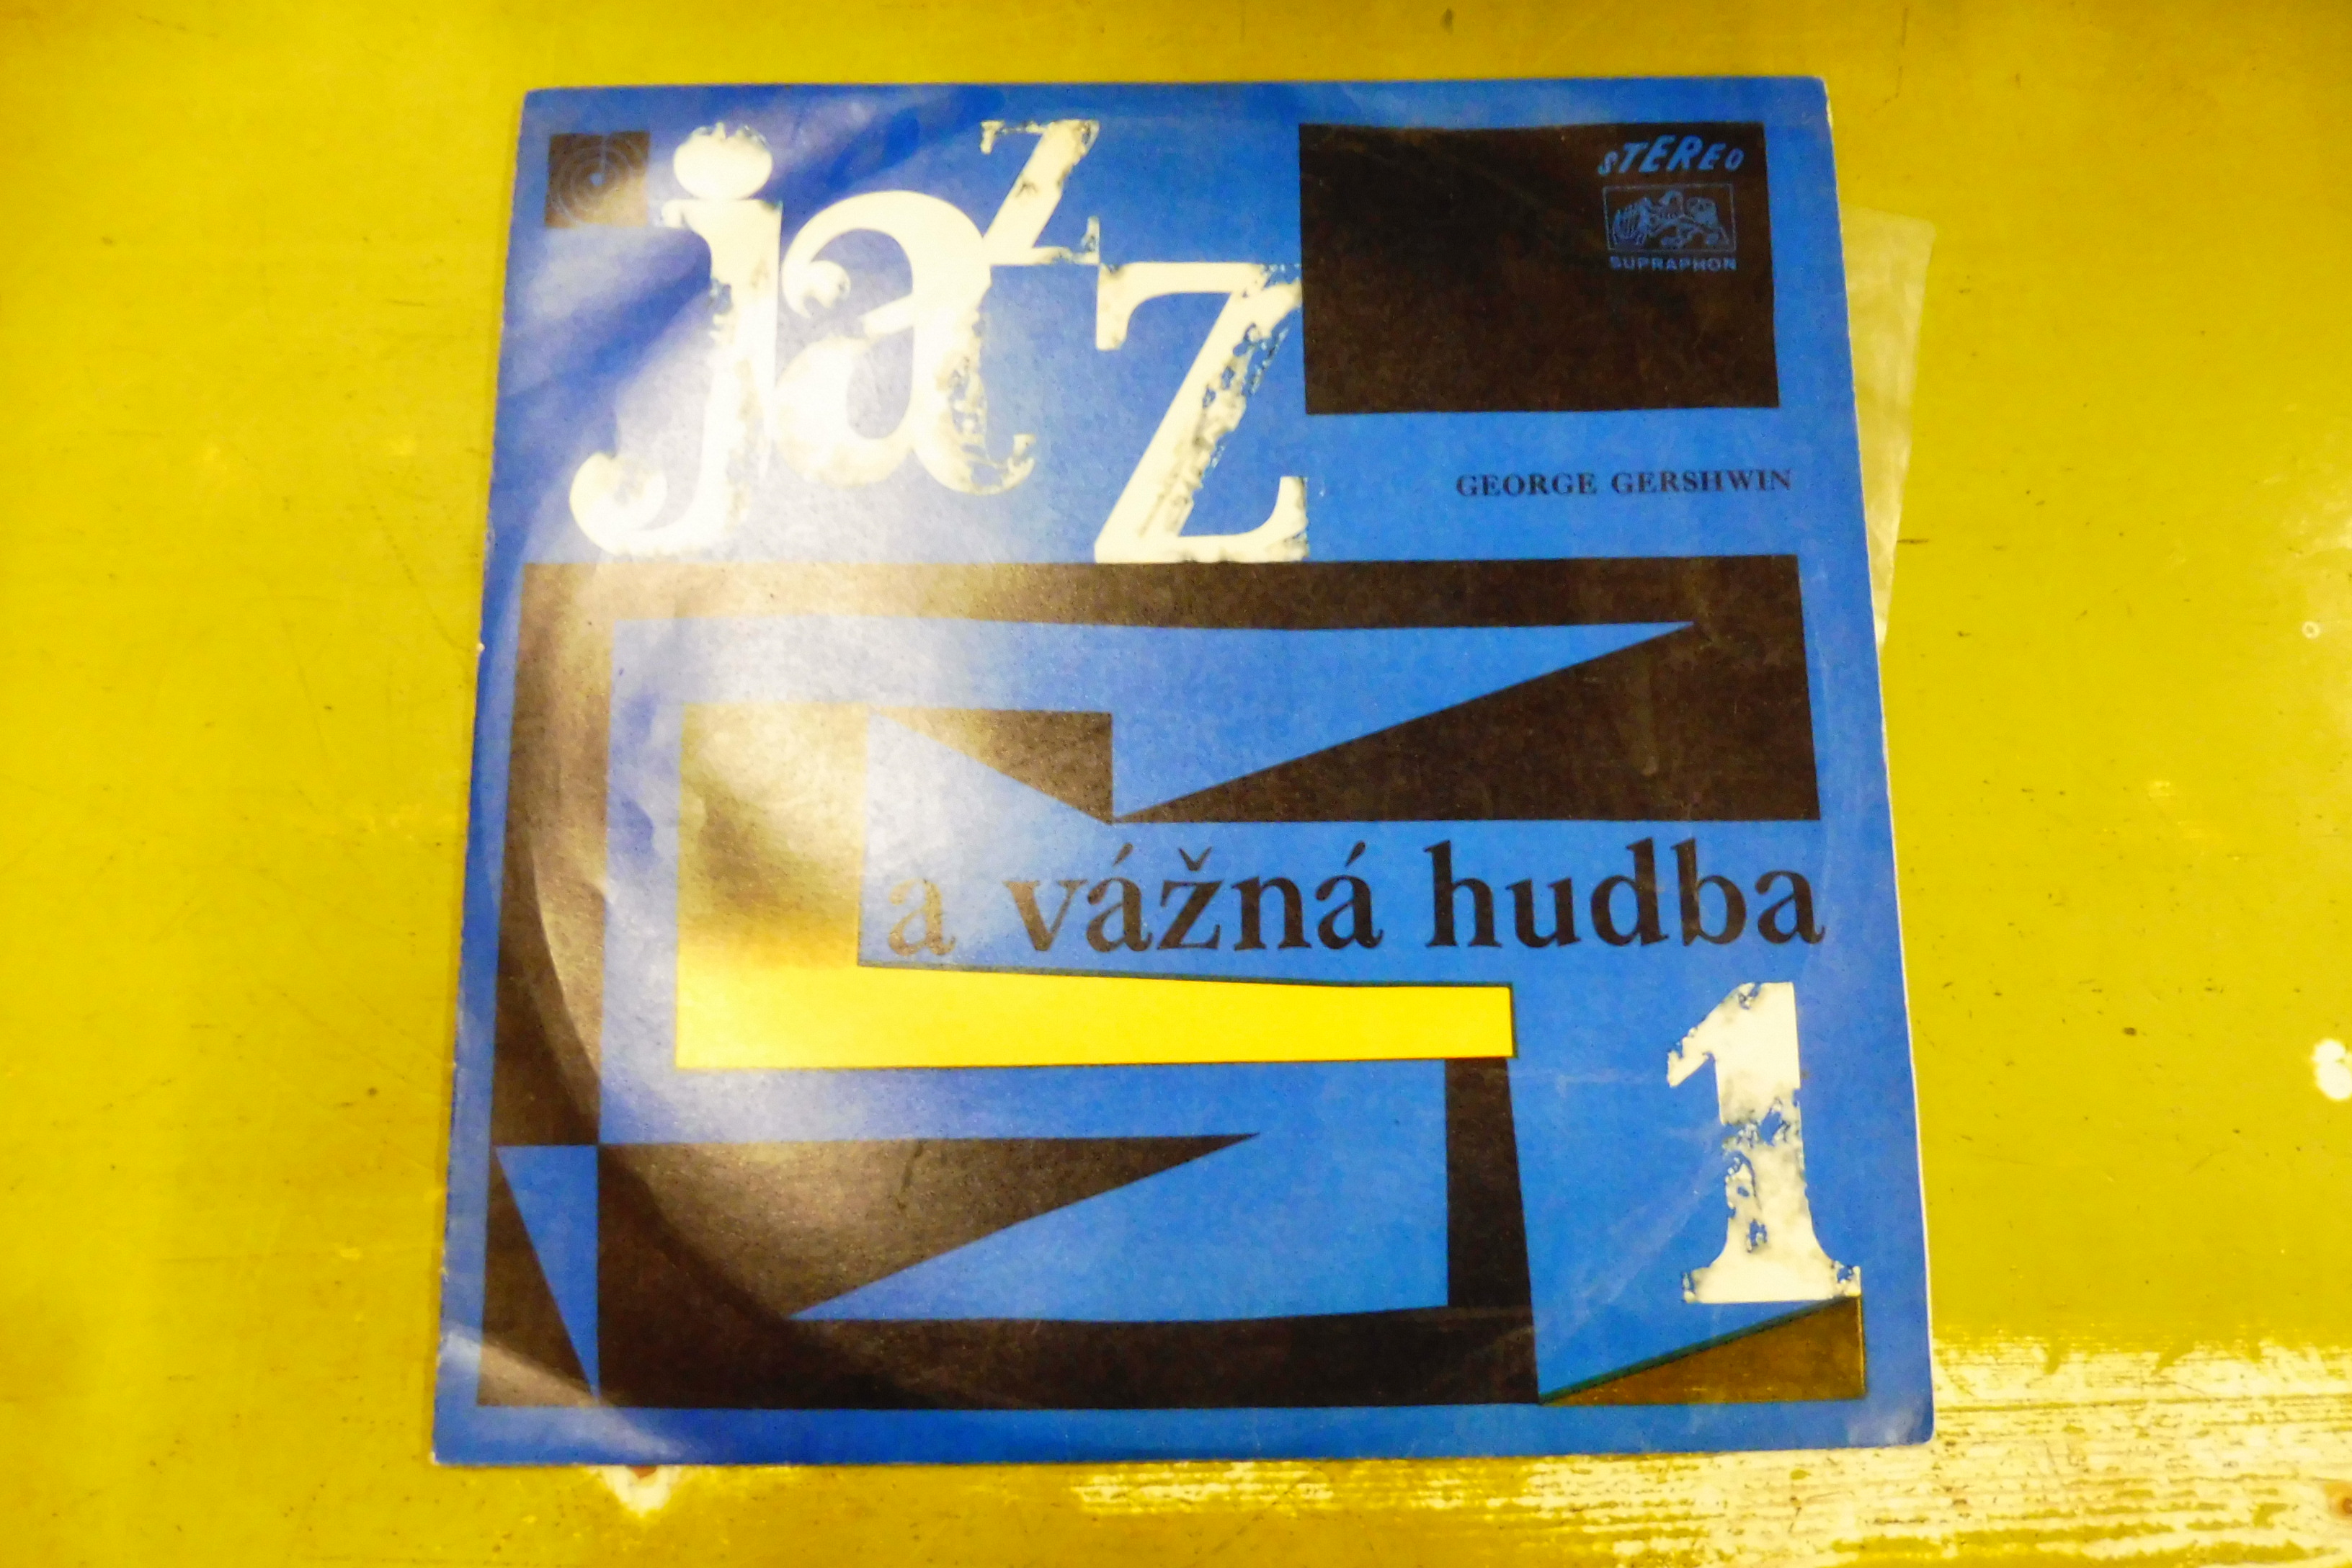 jazz
STEREO
SUPRAPHON
GEORGE GERSHWIN
a vážná hudba
1